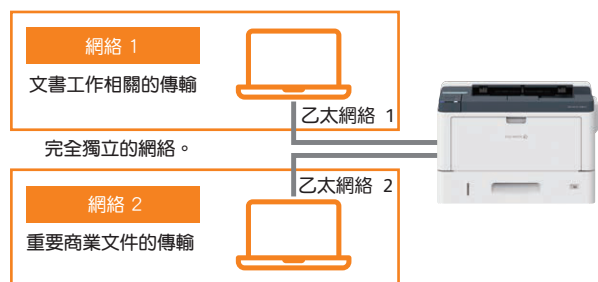 網絡 1
文書工作相關的傳輸
乙太網絡 1
完全獨立的網絡。
乙太網絡 2
網絡 2
重要商業文件的傳輸